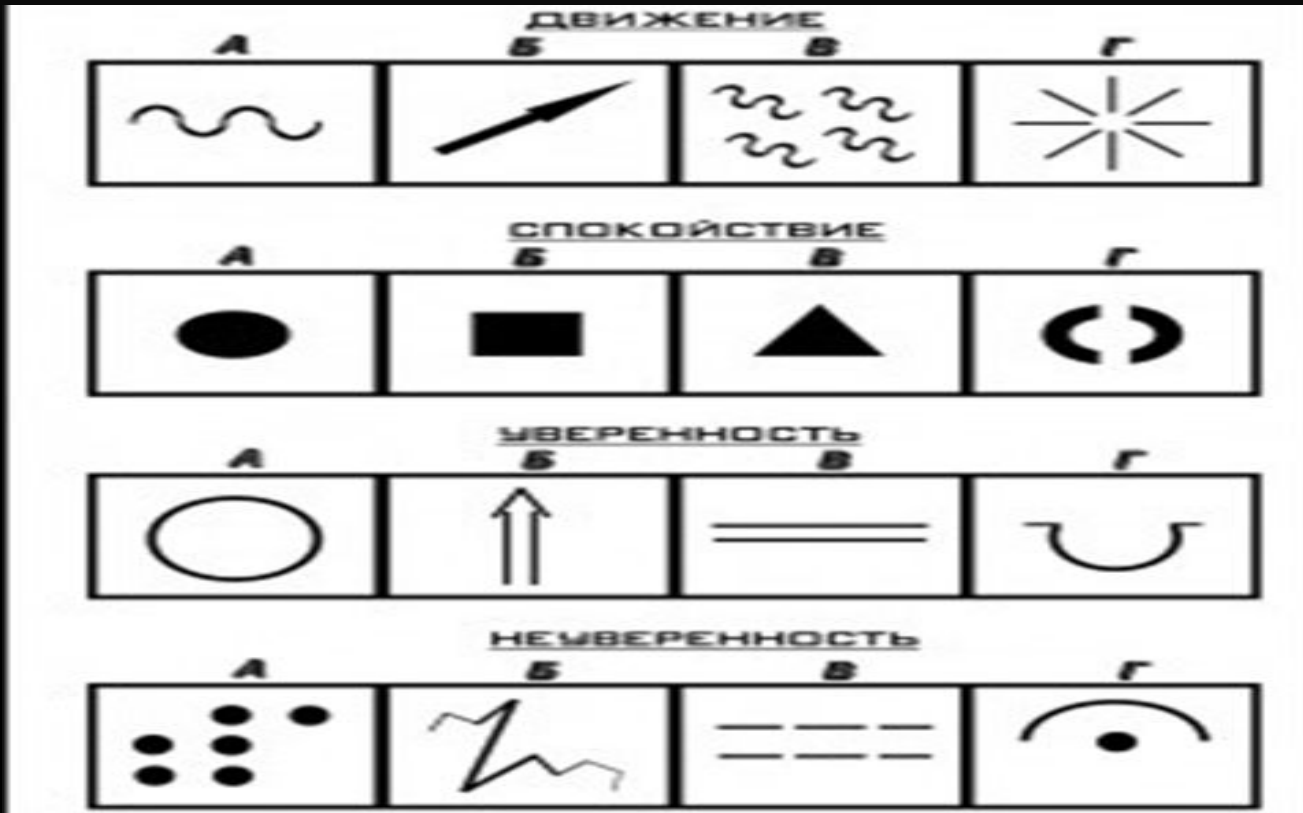 ДВИЖЕНИЕ
А Б В Г
СПОКОЙСТВИЕ
А Б В Г
УВЕРЕННОСТЬ
А Б В Г
НЕУВЕРЕННОСТЬ
А Б В Г